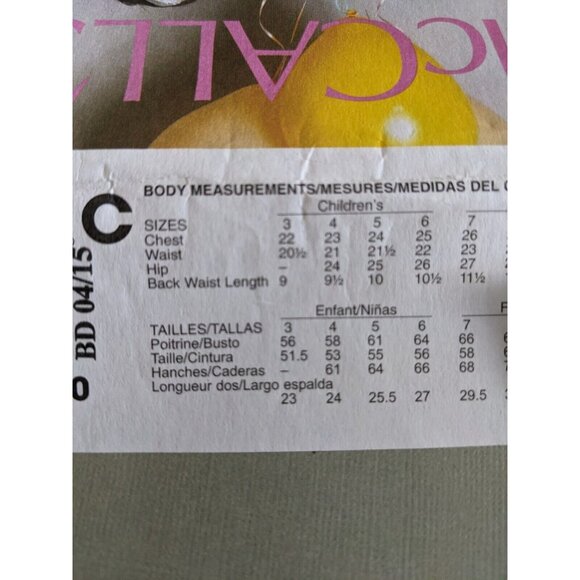 McCALL'S
BODY MEASUREMENTS/MESURES/MEDIDAS DEL
Children's
SIZES 3 4 5 6 7
Chest 22 23 24 25 26
Waist 20½ 21 21½ 22 23
Hip – 24 25 26 27
Back Waist Length 9 9½ 10 10½ 11½
Enfant/Niñas
TAILLES/TALLAS 3 4 5 6 7
Poitrine/Busto 56 58 61 64 66
Taille/Cintura 51.5 53 55 56 58
Hanches/Caderas – 61 64 66 68
Longueur dos/Largo espalda
23 24 25.5 27 29.5
C
BD 04/15